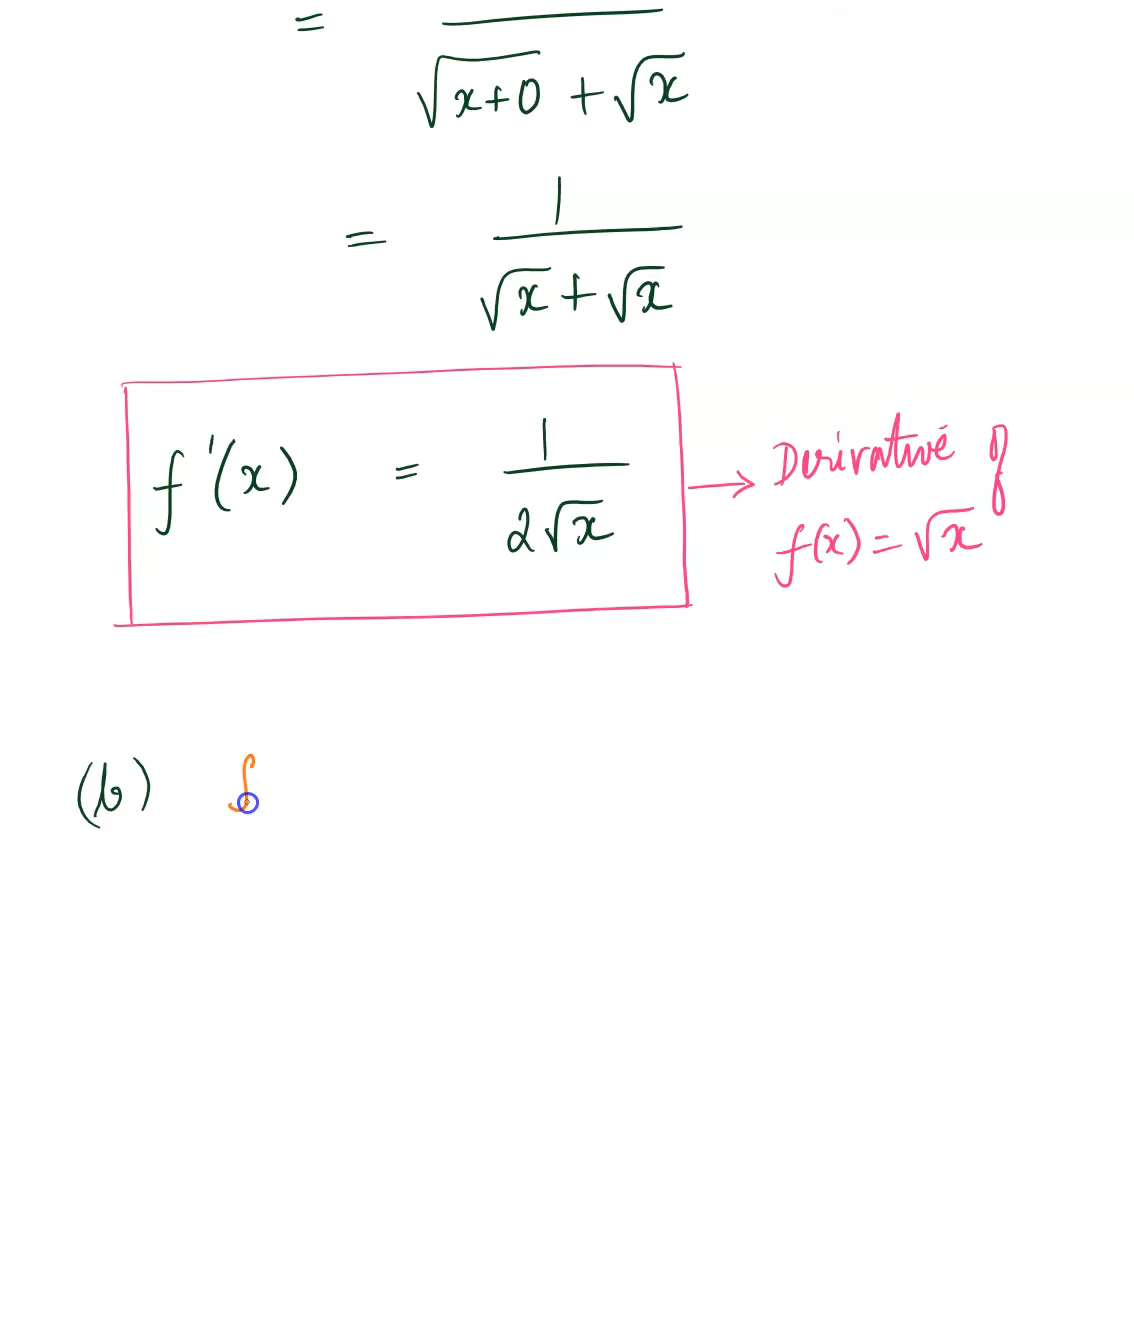 =
√x+0 + √x
= 1
√x + √x
f'(x) = 1
2√x
→ Derivative of
f(x) = √x
(b)